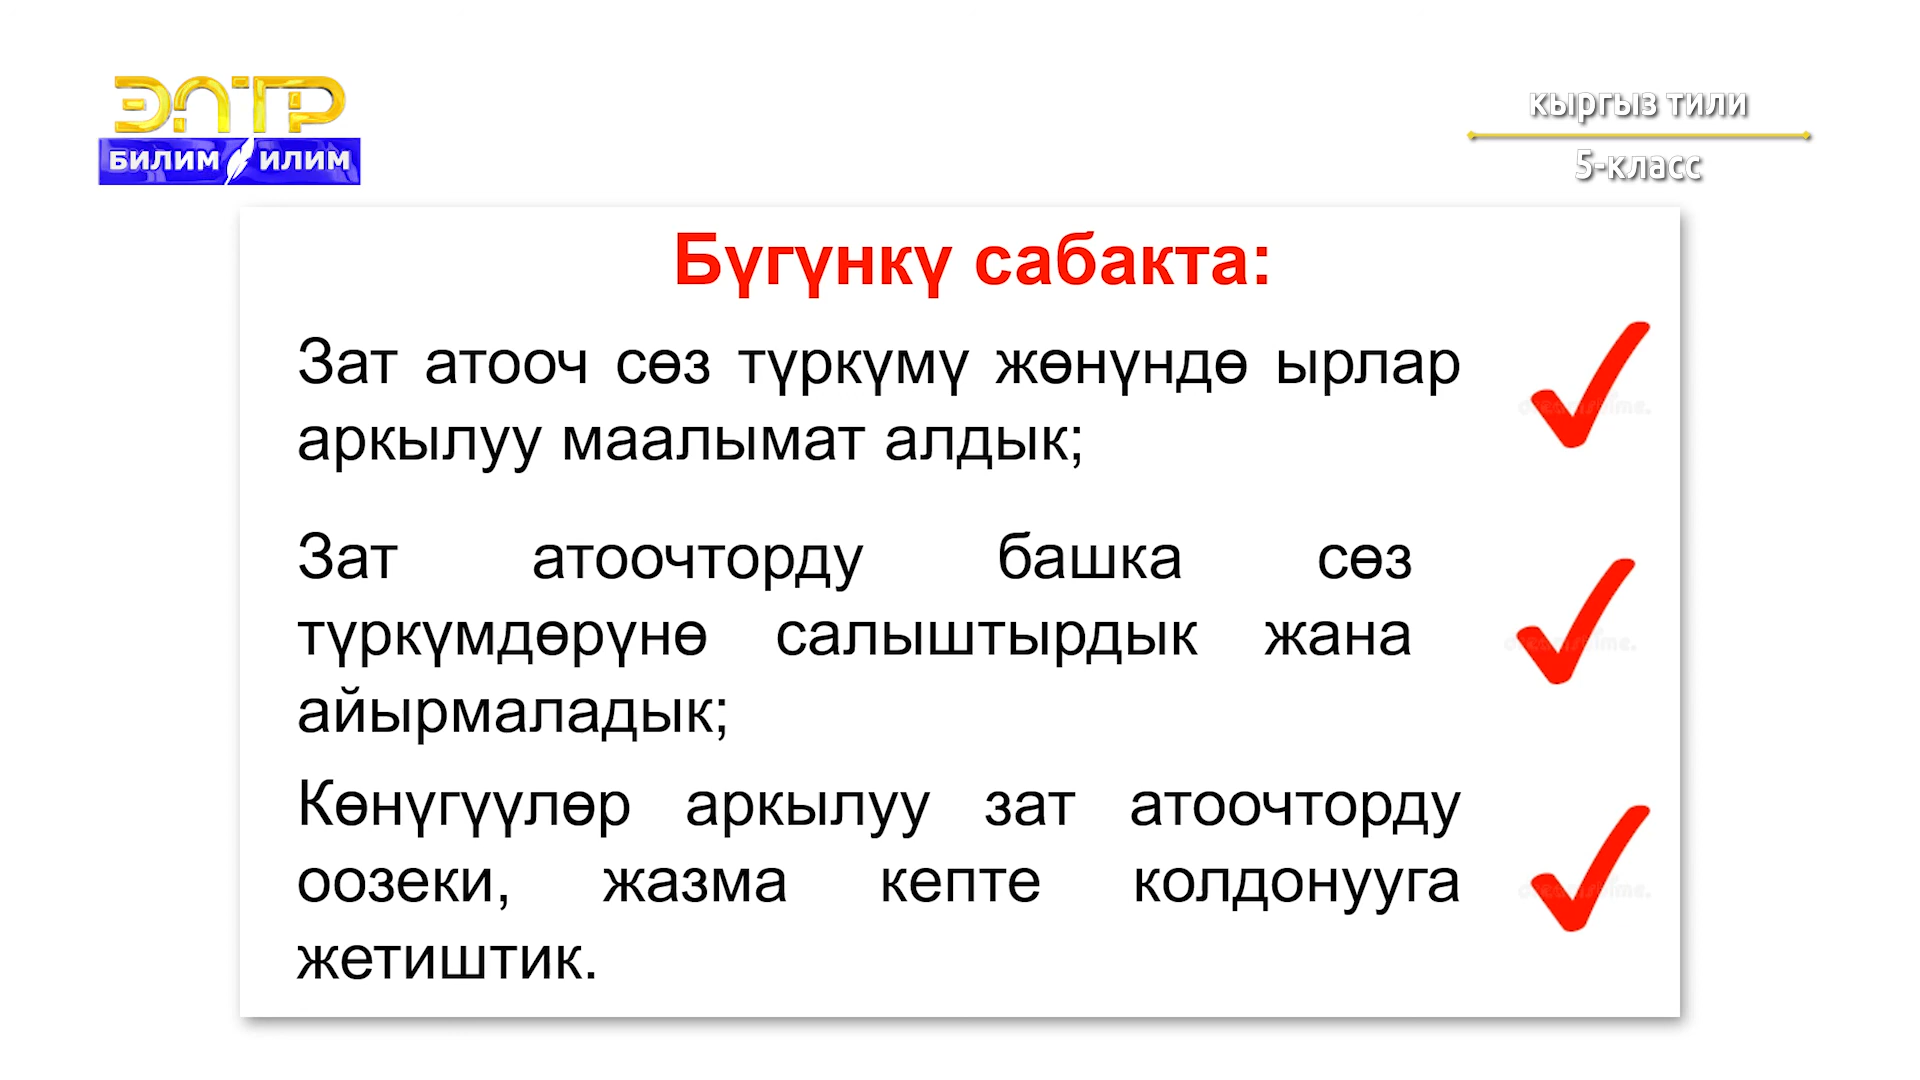 ЭЛТР
БИЛИМ ИЛИМ
кыргыз тили
5-класс
Бүгүнкү сабакта:
Зат атооч сөз түркүмү жөнүндө ырлар
аркылуу маалымат алдык;
Зат атоочторду башка сөз
түркүмдөрүнө салыштырдык жана
айырмаладык;
Көнүгүүлөр аркылуу зат атоочторду
оозеки, жазма кепте колдонууга
жетиштик.